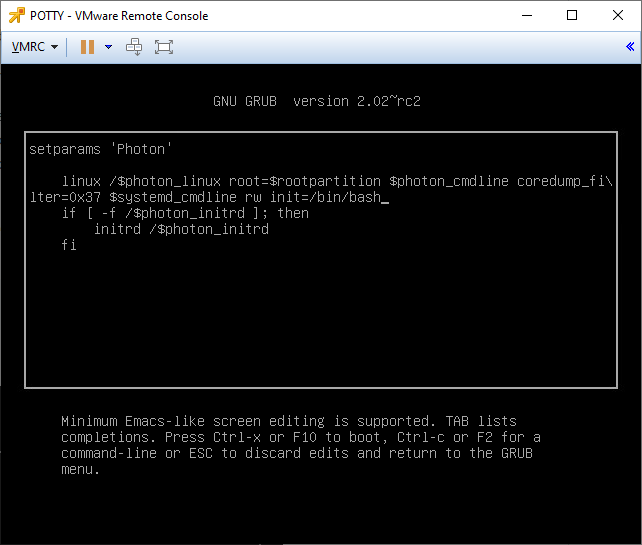 POTTY - VMware Remote Console
VMRC
GNU GRUB  version 2.02~rc2
setparams 'Photon'
linux /$photon_linux root=$rootpartition $photon_cmdline coredump_fi\
lter=0x37 $systemd_cmdline rw init=/bin/bash_
if [ -f /$photon_initrd ]; then
initrd /$photon_initrd
fi
Minimum Emacs-like screen editing is supported. TAB lists
completions. Press Ctrl-x or F10 to boot, Ctrl-c or F2 for a
command-line or ESC to discard edits and return to the GRUB
menu.